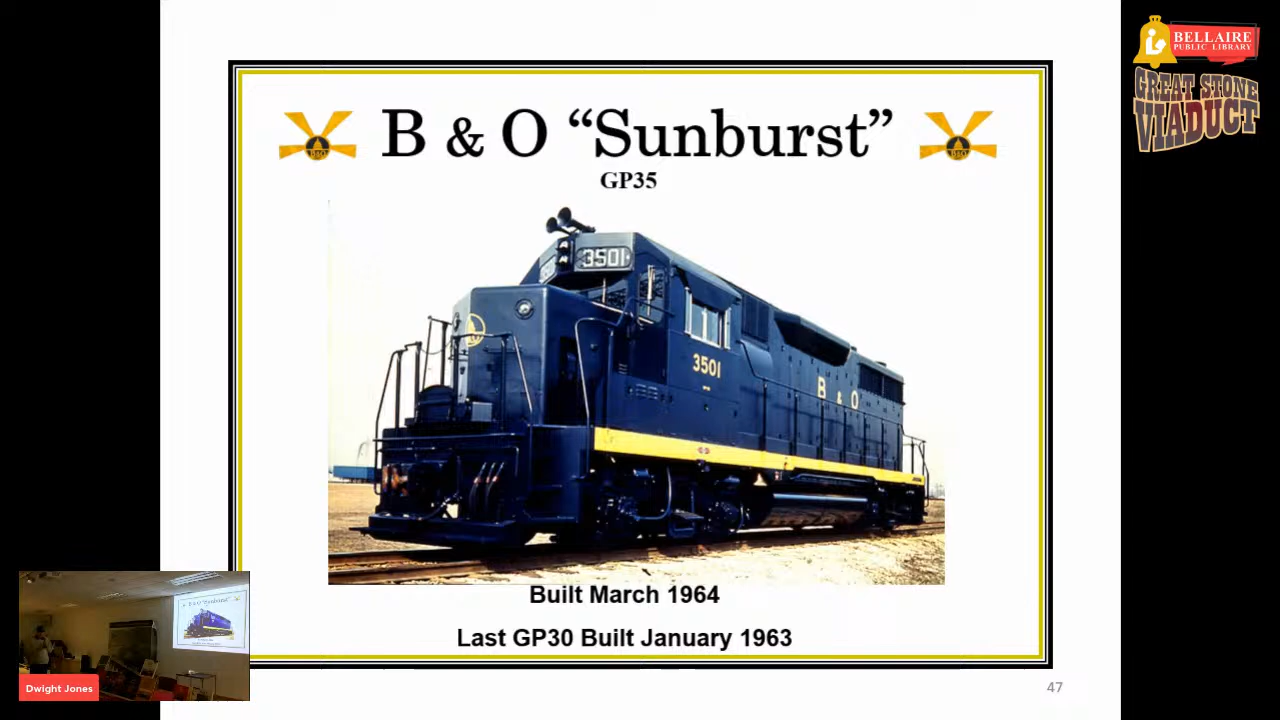 BELLAIRE
PUBLIC LIBRARY
GREAT STONE
VIADUCT
B & O “Sunburst”
GP35
3501
3501
B & O
Built March 1964
Last GP30 Built January 1963
Dwight Jones
47